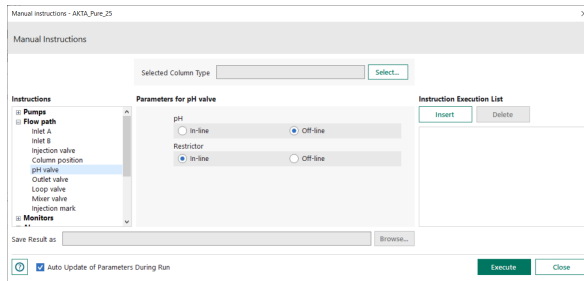 Manual instructions - AKTA_Pure_25
Manual Instructions
Selected Column Type
Select...
Instructions
Pumps
Flow path
Inlet A
Inlet B
Injection valve
Column position
pH valve
Outlet valve
Loop valve
Mixer valve
Injection mark
Monitors
Parameters for pH valve
pH
In-line Off-line
Restrictor
In-line Off-line
Instruction Execution List
Insert Delete
Save Result as
Browse...
? Auto Update of Parameters During Run
Execute Close